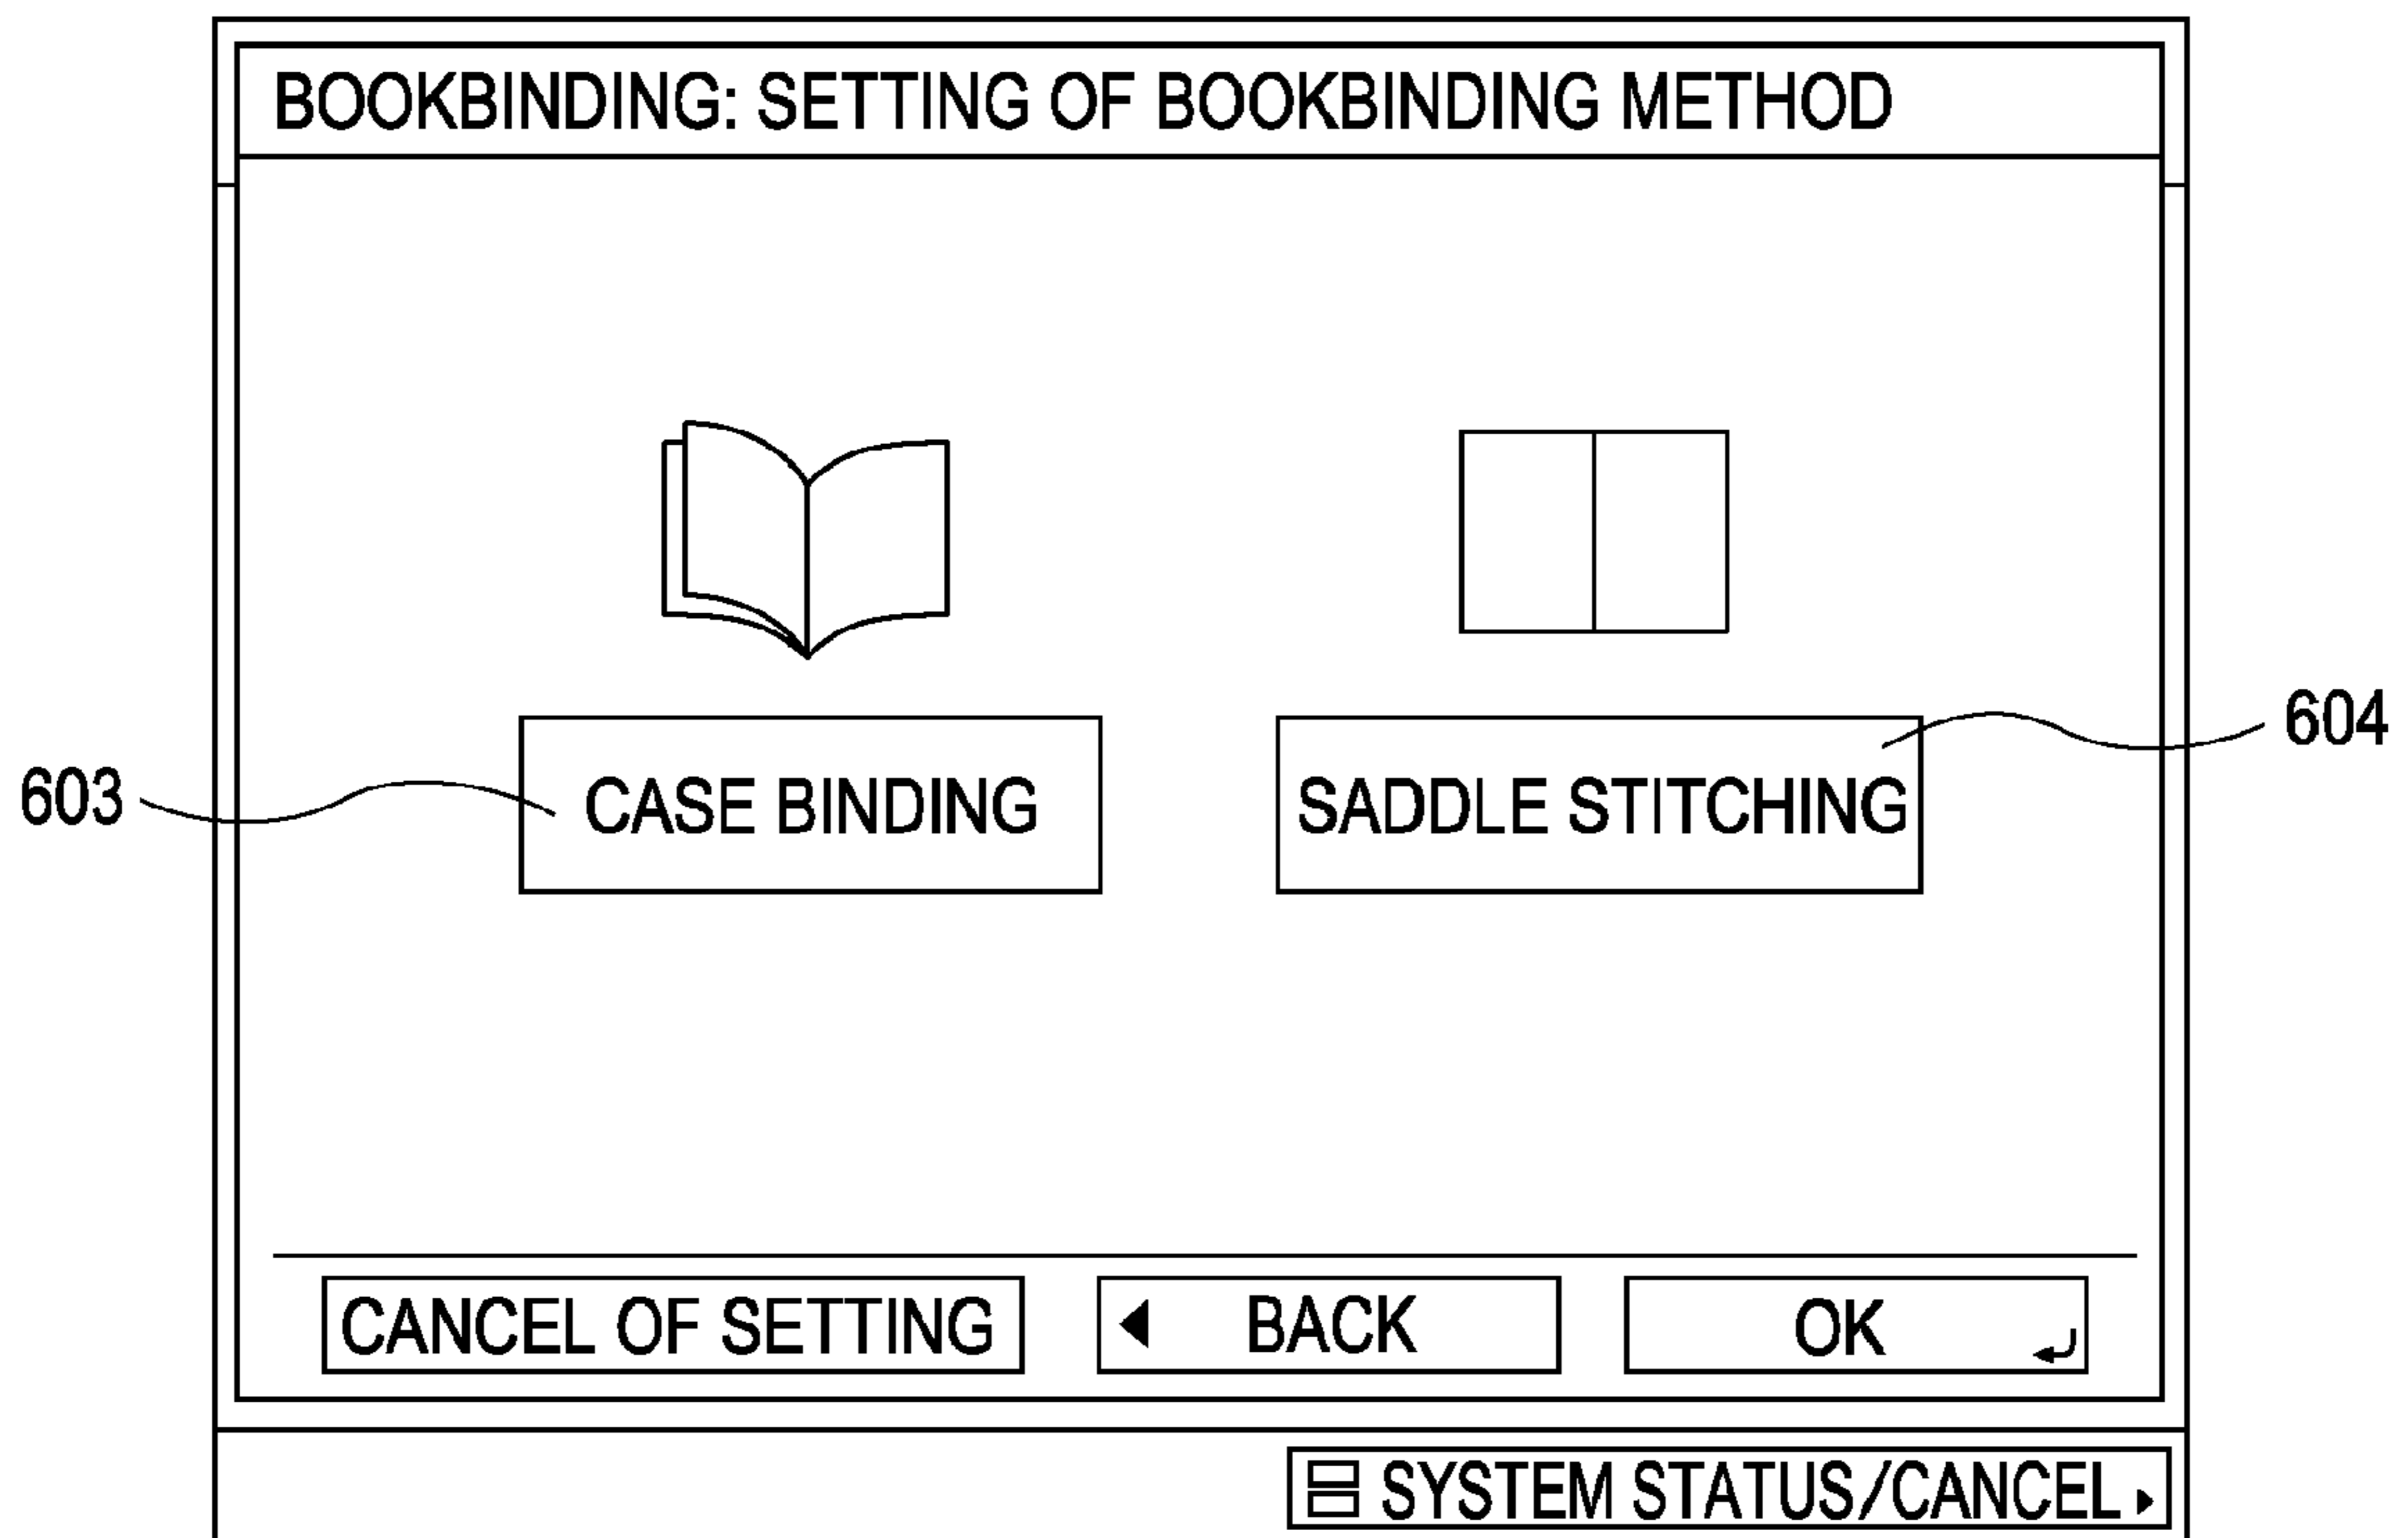 BOOKBINDING: SETTING OF BOOKBINDING METHOD
604
603
CASE BINDING
SADDLE STITCHING
CANCEL OF SETTING
BACK
OK
SYSTEM STATUS/CANCEL